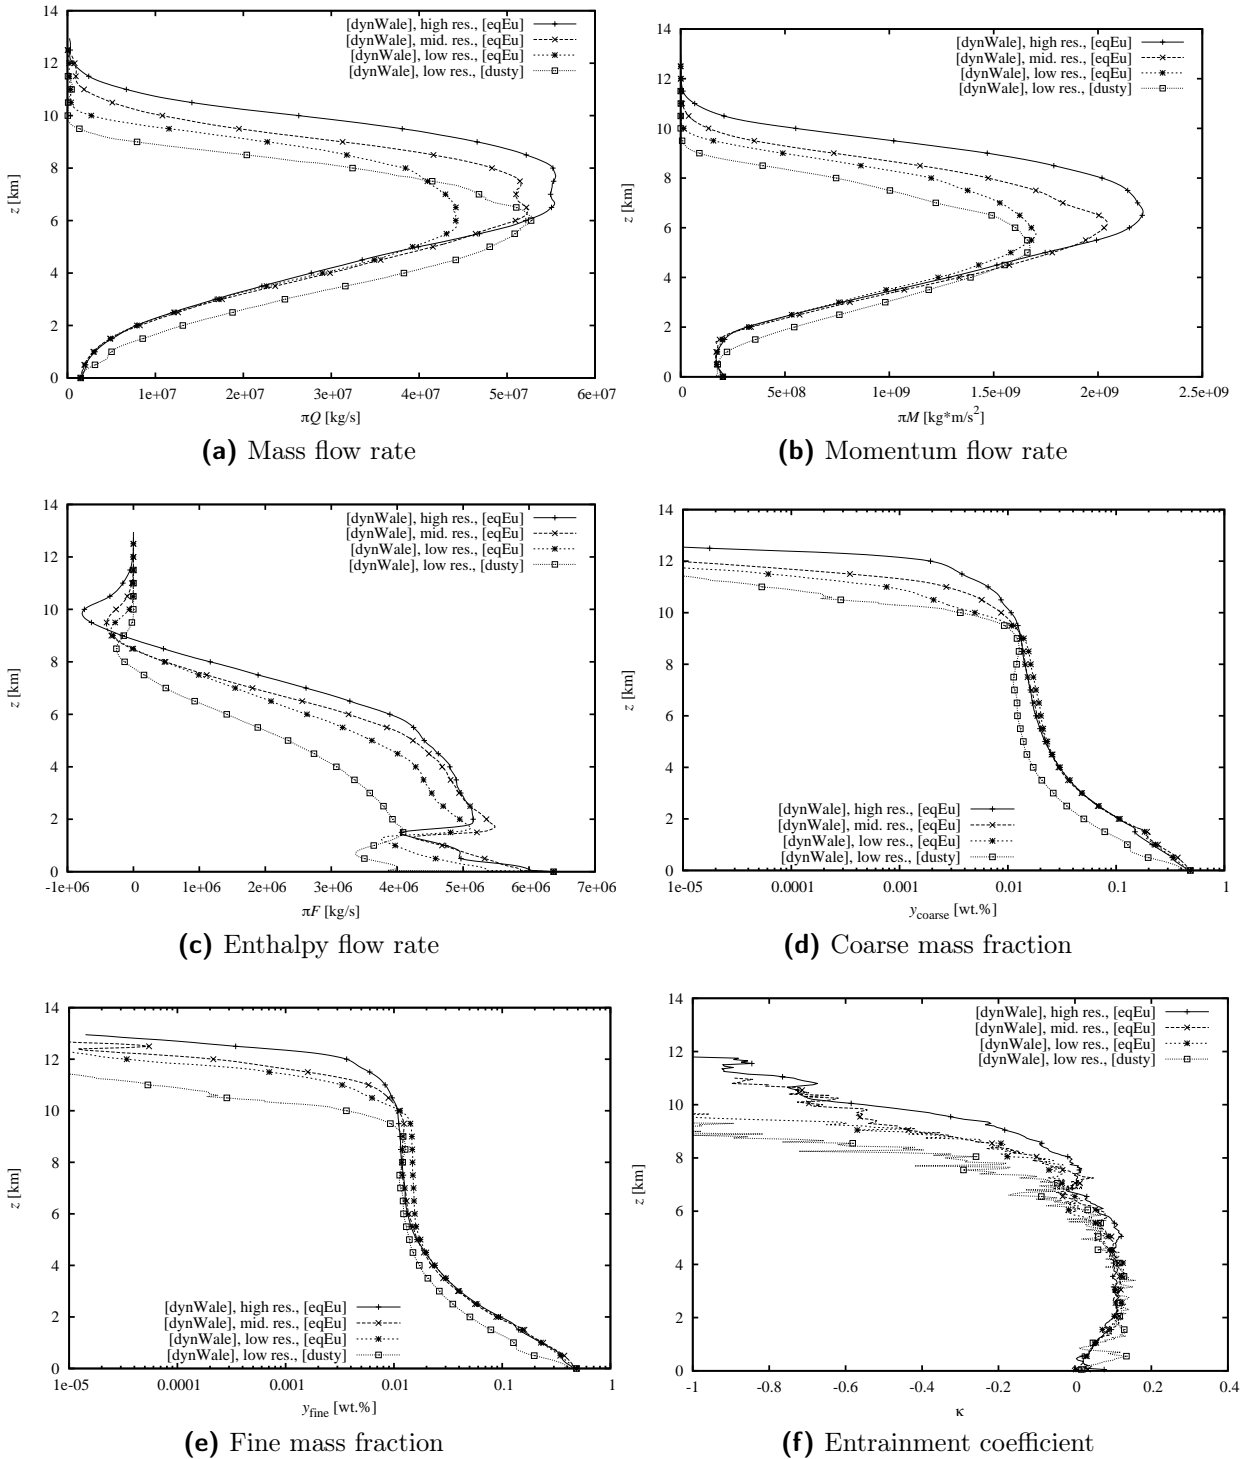 14
12
10
8
6
4
2
0
z [km]
[dynWale], high res., [eqEu]
[dynWale], mid. res., [eqEu]
[dynWale], low res., [eqEu]
[dynWale], low res., [dusty]
0 1e+07 2e+07 3e+07 4e+07 5e+07 6e+07
πQ [kg/s]
(a) Mass flow rate
14
12
10
8
6
4
2
0
z [km]
[dynWale], high res., [eqEu]
[dynWale], mid. res., [eqEu]
[dynWale], low res., [eqEu]
[dynWale], low res., [dusty]
0 5e+08 1e+09 1.5e+09 2e+09 2.5e+09
πM [kg*m/s²]
(b) Momentum flow rate
14
12
10
8
6
4
2
0
z [km]
[dynWale], high res., [eqEu]
[dynWale], mid. res., [eqEu]
[dynWale], low res., [eqEu]
[dynWale], low res., [dusty]
-1e+06 0 1e+06 2e+06 3e+06 4e+06 5e+06 6e+06 7e+06
πF [kg/s]
(c) Enthalpy flow rate
14
12
10
8
6
4
2
0
z [km]
[dynWale], high res., [eqEu]
[dynWale], mid. res., [eqEu]
[dynWale], low res., [eqEu]
[dynWale], low res., [dusty]
1e-05 0.0001 0.001 0.01 0.1 1
ycoarse [wt.%]
(d) Coarse mass fraction
14
12
10
8
6
4
2
0
z [km]
[dynWale], high res., [eqEu]
[dynWale], mid. res., [eqEu]
[dynWale], low res., [eqEu]
[dynWale], low res., [dusty]
1e-05 0.0001 0.001 0.01 0.1 1
yfine [wt.%]
(e) Fine mass fraction
14
12
10
8
6
4
2
0
z [km]
[dynWale], high res., [eqEu]
[dynWale], mid. res., [eqEu]
[dynWale], low res., [eqEu]
[dynWale], low res., [dusty]
-1 -0.8 -0.6 -0.4 -0.2 0 0.2 0.4
κ
(f) Entrainment coefficient